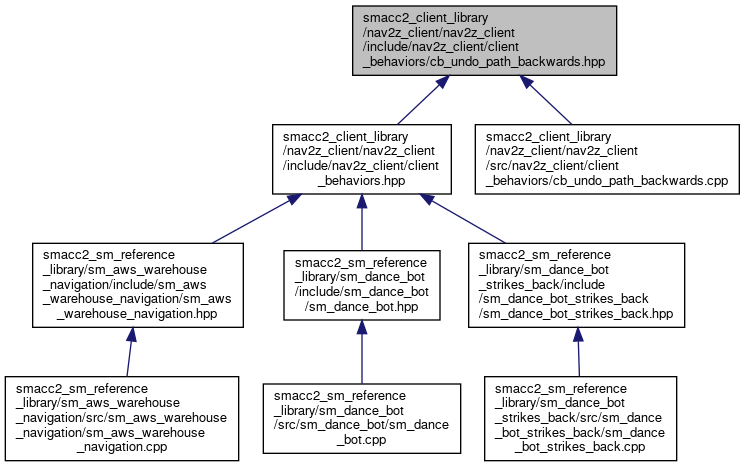 smacc2_client_library
/nav2z_client/nav2z_client
/include/nav2z_client/client
_behaviors/cb_undo_path_backwards.hpp
smacc2_client_library
/nav2z_client/nav2z_client
/include/nav2z_client/client
_behaviors.hpp
smacc2_client_library
/nav2z_client/nav2z_client
/src/nav2z_client/client
_behaviors/cb_undo_path_backwards.cpp
smacc2_sm_reference
_library/sm_aws_warehouse
_navigation/include/sm_aws
_warehouse_navigation/sm_aws
_warehouse_navigation.hpp
smacc2_sm_reference
_library/sm_dance_bot
/include/sm_dance_bot
/sm_dance_bot.hpp
smacc2_sm_reference
_library/sm_dance_bot
_strikes_back/include
/sm_dance_bot_strikes_back
/sm_dance_bot_strikes_back.hpp
smacc2_sm_reference
_library/sm_aws_warehouse
_navigation/src/sm_aws_warehouse
_navigation/sm_aws_warehouse
_navigation.cpp
smacc2_sm_reference
_library/sm_dance_bot
/src/sm_dance_bot/sm_dance
_bot.cpp
smacc2_sm_reference
_library/sm_dance_bot
_strikes_back/src/sm_dance
_bot_strikes_back/sm_dance
_bot_strikes_back.cpp